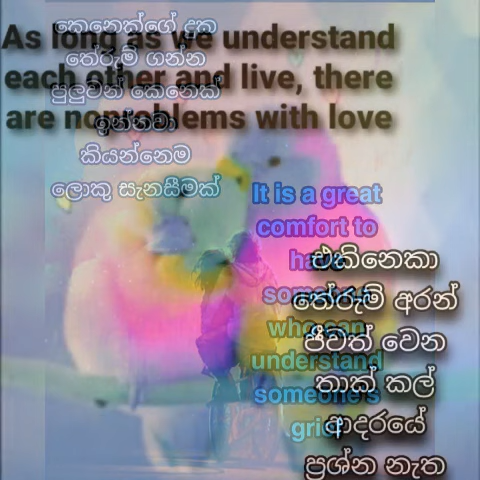 As long as we understand
each other and live, there
are no problems with love
කෙනෙක්ගේ දුක
තේරුම් ගන්න
පුලුවන් කෙනෙක්
ඉන්නවා
කියන්නෙම
ලොකු සැනසීමක්
It is a great
comfort to
have
someone
who can
understand
someone's
grief
එකිනෙකා
තේරුම් අරන්
ජීවත් වෙන
තාක් කල්
ආදරයේ
ප්‍රශ්න නැත